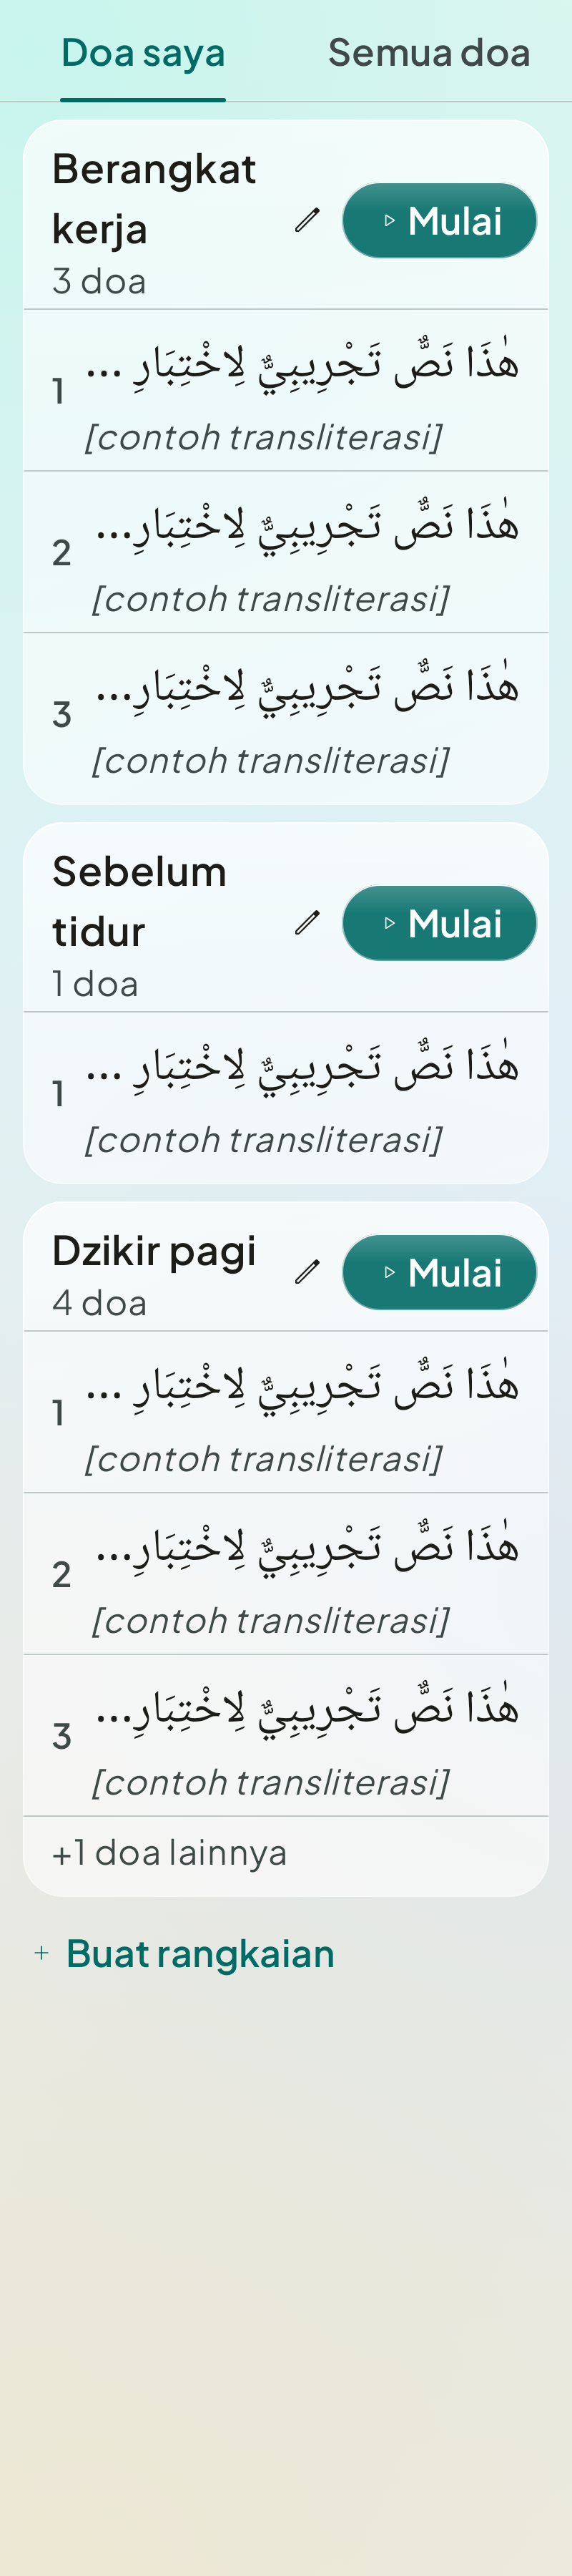 Doa saya
Semua doa
Berangkat
kerja
3 doa
Mulai
1
هٰذَا نَصٌّ تَجْرِيبِيٌّ لِاخْتِبَارِ ...
[contoh transliterasi]
2
هٰذَا نَصٌّ تَجْرِيبِيٌّ لِاخْتِبَارِ...
[contoh transliterasi]
3
هٰذَا نَصٌّ تَجْرِيبِيٌّ لِاخْتِبَارِ...
[contoh transliterasi]
Sebelum
tidur
1 doa
Mulai
1
هٰذَا نَصٌّ تَجْرِيبِيٌّ لِاخْتِبَارِ ...
[contoh transliterasi]
Dzikir pagi
4 doa
Mulai
1
هٰذَا نَصٌّ تَجْرِيبِيٌّ لِاخْتِبَارِ ...
[contoh transliterasi]
2
هٰذَا نَصٌّ تَجْرِيبِيٌّ لِاخْتِبَارِ...
[contoh transliterasi]
3
هٰذَا نَصٌّ تَجْرِيبِيٌّ لِاخْتِبَارِ...
[contoh transliterasi]
+1 doa lainnya
+ Buat rangkaian